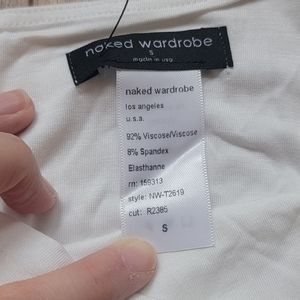 naked wardrobe
S
made in usa
naked wardrobe
los angeles
u.s.a.
92% Viscose/Viscose
8% Spandex
Elasthanne
rn: 159313
style: NW-T2619
cut: R2385
S